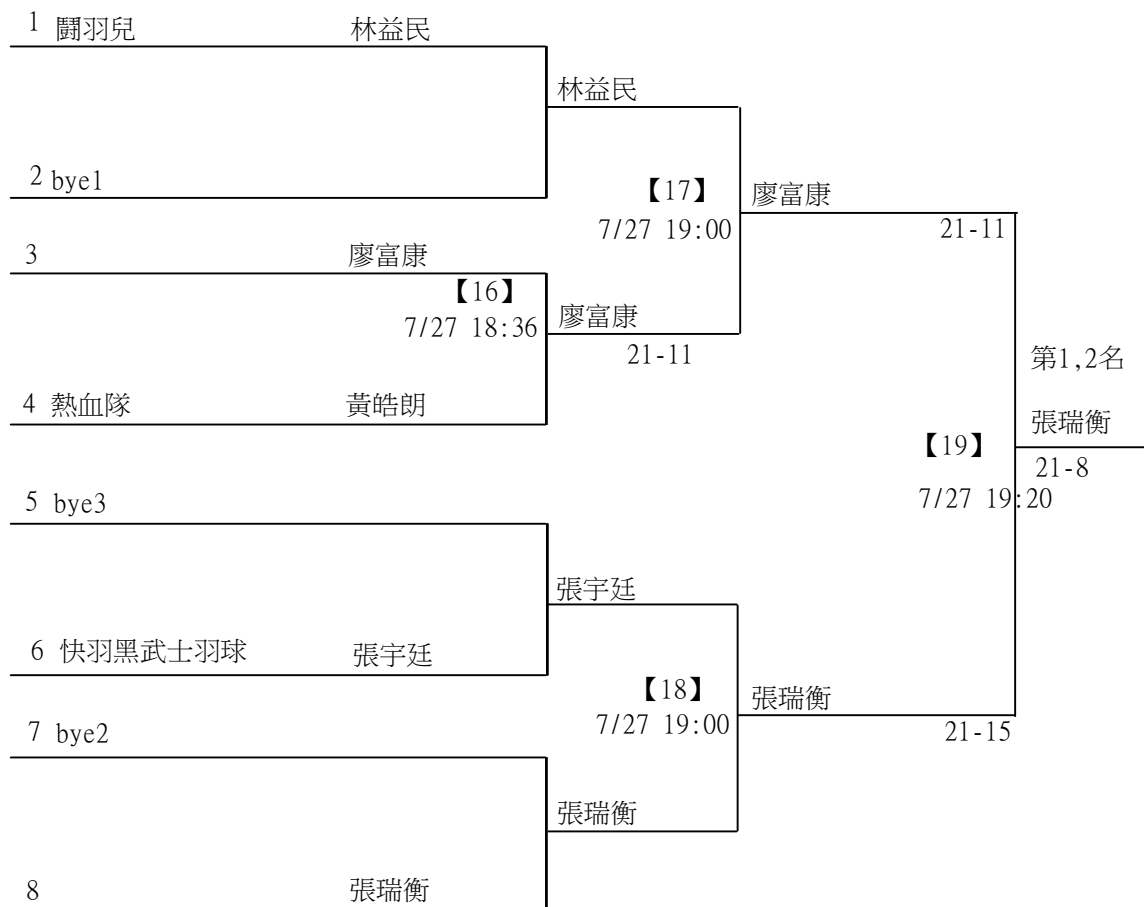 1 鬪羽兒 林益民
林益民
2 bye1
【17】
廖富康
7/27 19:00
21-11
3 廖富康
【16】
廖富康
7/27 18:36
21-11
第1,2名
4 熱血隊 黃皓朗
張瑞衡
【19】
21-8
7/27 19:20
5 bye3
張宇廷
6 快羽黑武士羽球 張宇廷
【18】
張瑞衡
7/27 19:00
21-15
7 bye2
張瑞衡
8 張瑞衡